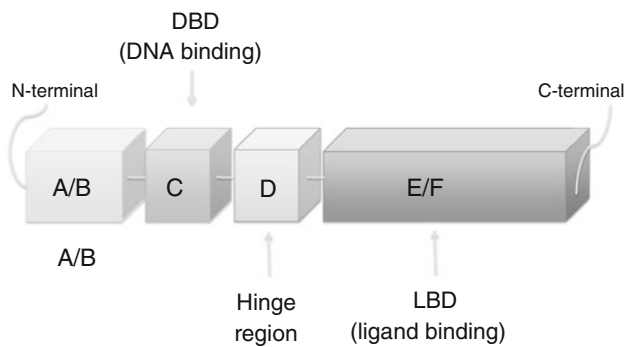 DBD
(DNA binding)
N-terminal
C-terminal
A/B
C
D
E/F
A/B
Hinge
region
LBD
(ligand binding)